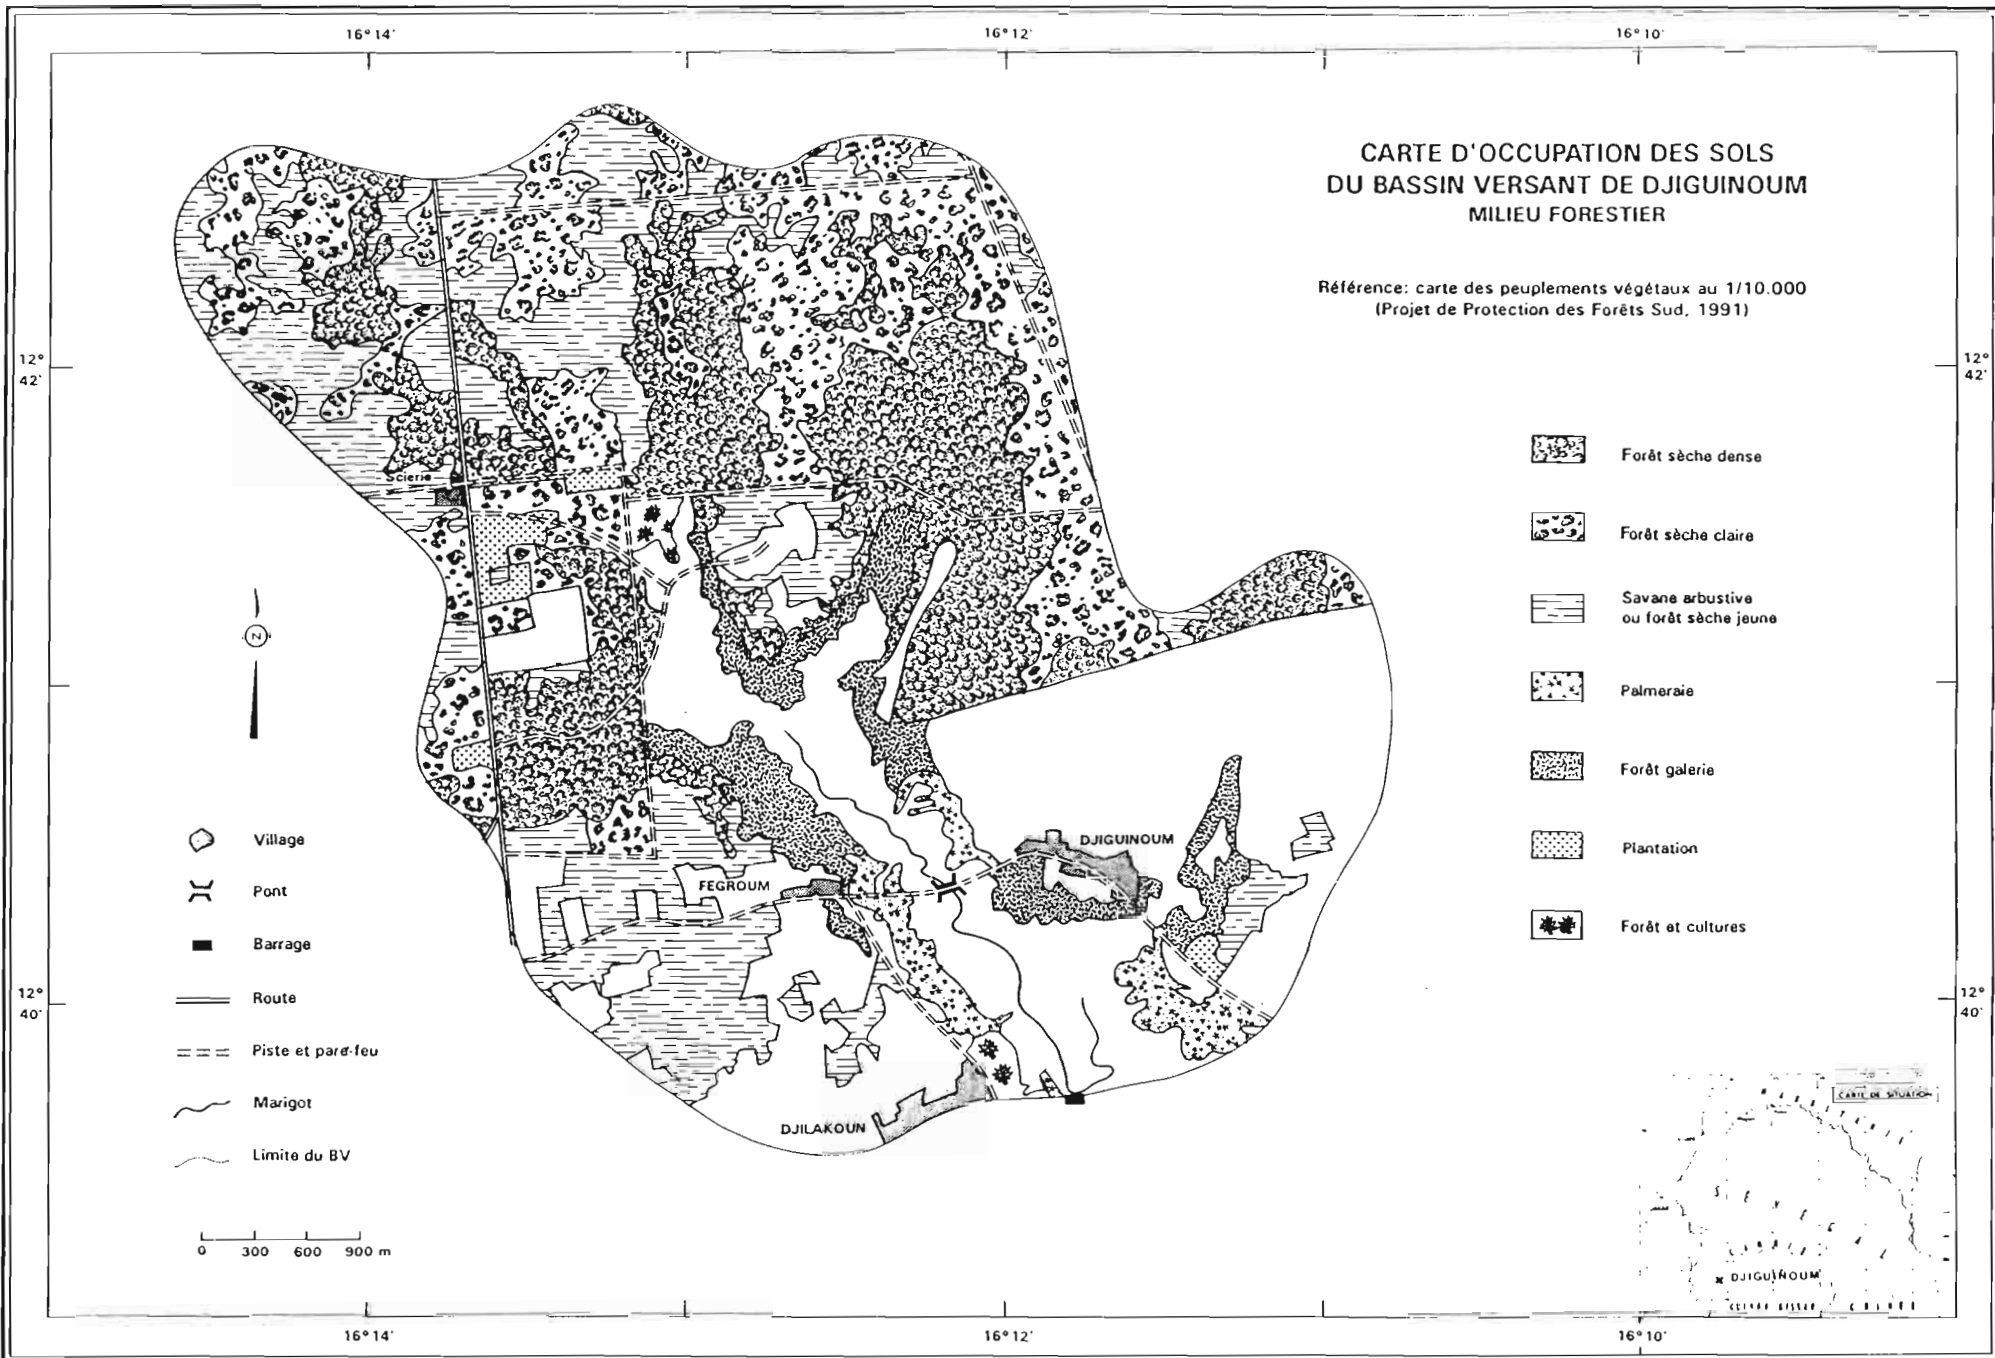 16°14'
16°12'
16°10'
CARTE D'OCCUPATION DES SOLS
DU BASSIN VERSANT DE DJIGUINOUM
MILIEU FORESTIER
Référence: carte des peuplements végétaux au 1/10.000
(Projet de Protection des Forêts Sud, 1991)
12°
42'
12°
42'
Forêt sèche dense
Scierie
Forêt sèche claire
Savane arbustive
ou forêt sèche jeune
N
Palmeraie
Forêt galerie
Village
DJIGUINOUM
Plantation
Pont
FEGROUM
Forêt et cultures
Barrage
Route
12°
40'
12°
40'
Piste et pare-feu
Marigot
CARTE DE SITUATION
DJILAKOUN
Limite du BV
SENEGAL
0 300 600 900 m
DJIGUINOUM
16°14'
16°12'
16°10'